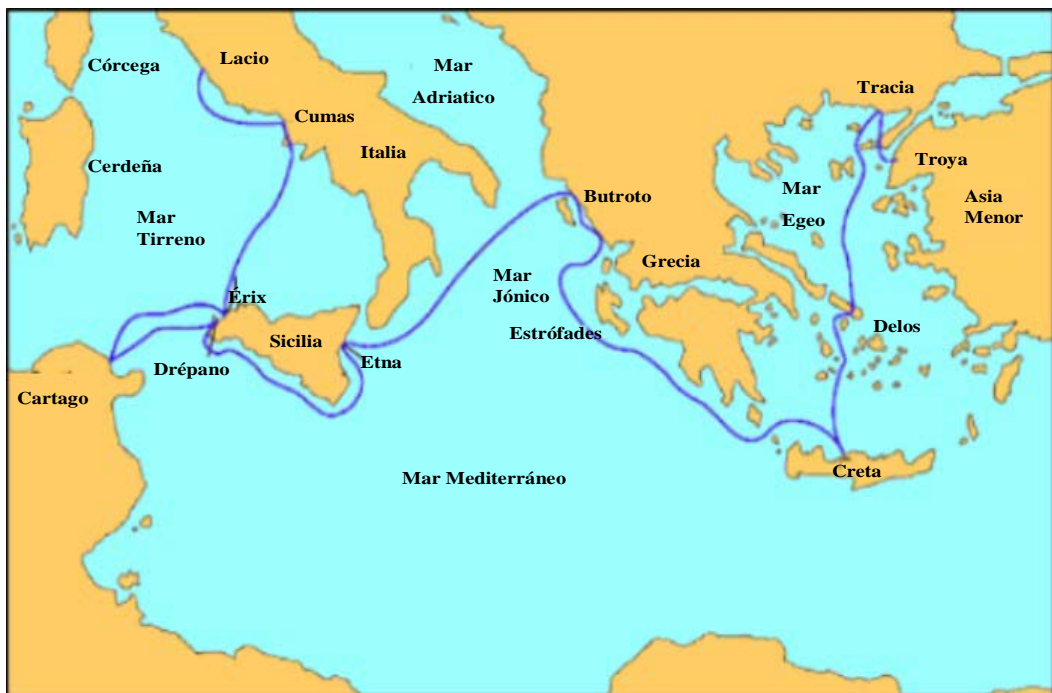 Córcega
Lacio
Mar
Adriatico
Tracia
Cumas
Cerdeña
Italia
Troya
Butroto
Mar
Egeo
Asia
Menor
Mar
Tirreno
Grecia
Mar
Jónico
Érix
Sicilia
Estrófades
Delos
Drépano
Etna
Cartago
Mar Mediterráneo
Creta